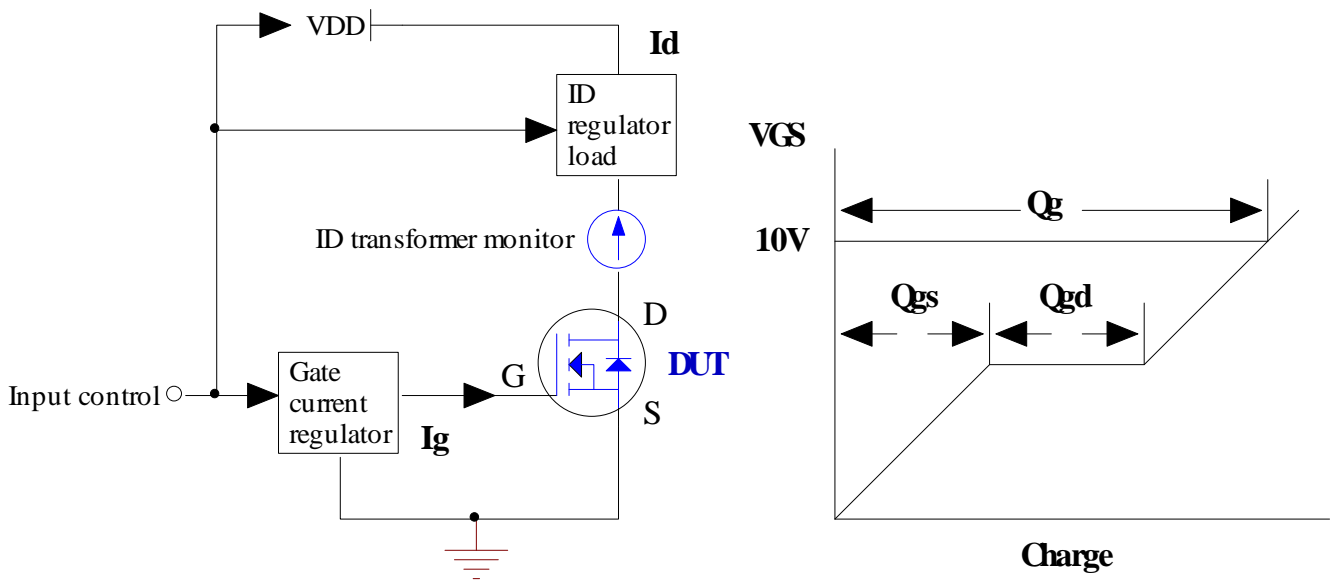 VDD
Id
ID
regulator
load
ID transformer monitor
D
DUT
G
S
Input control
Gate
current
regulator
Ig
VGS
Qg
10V
Qgs
Qgd
Charge